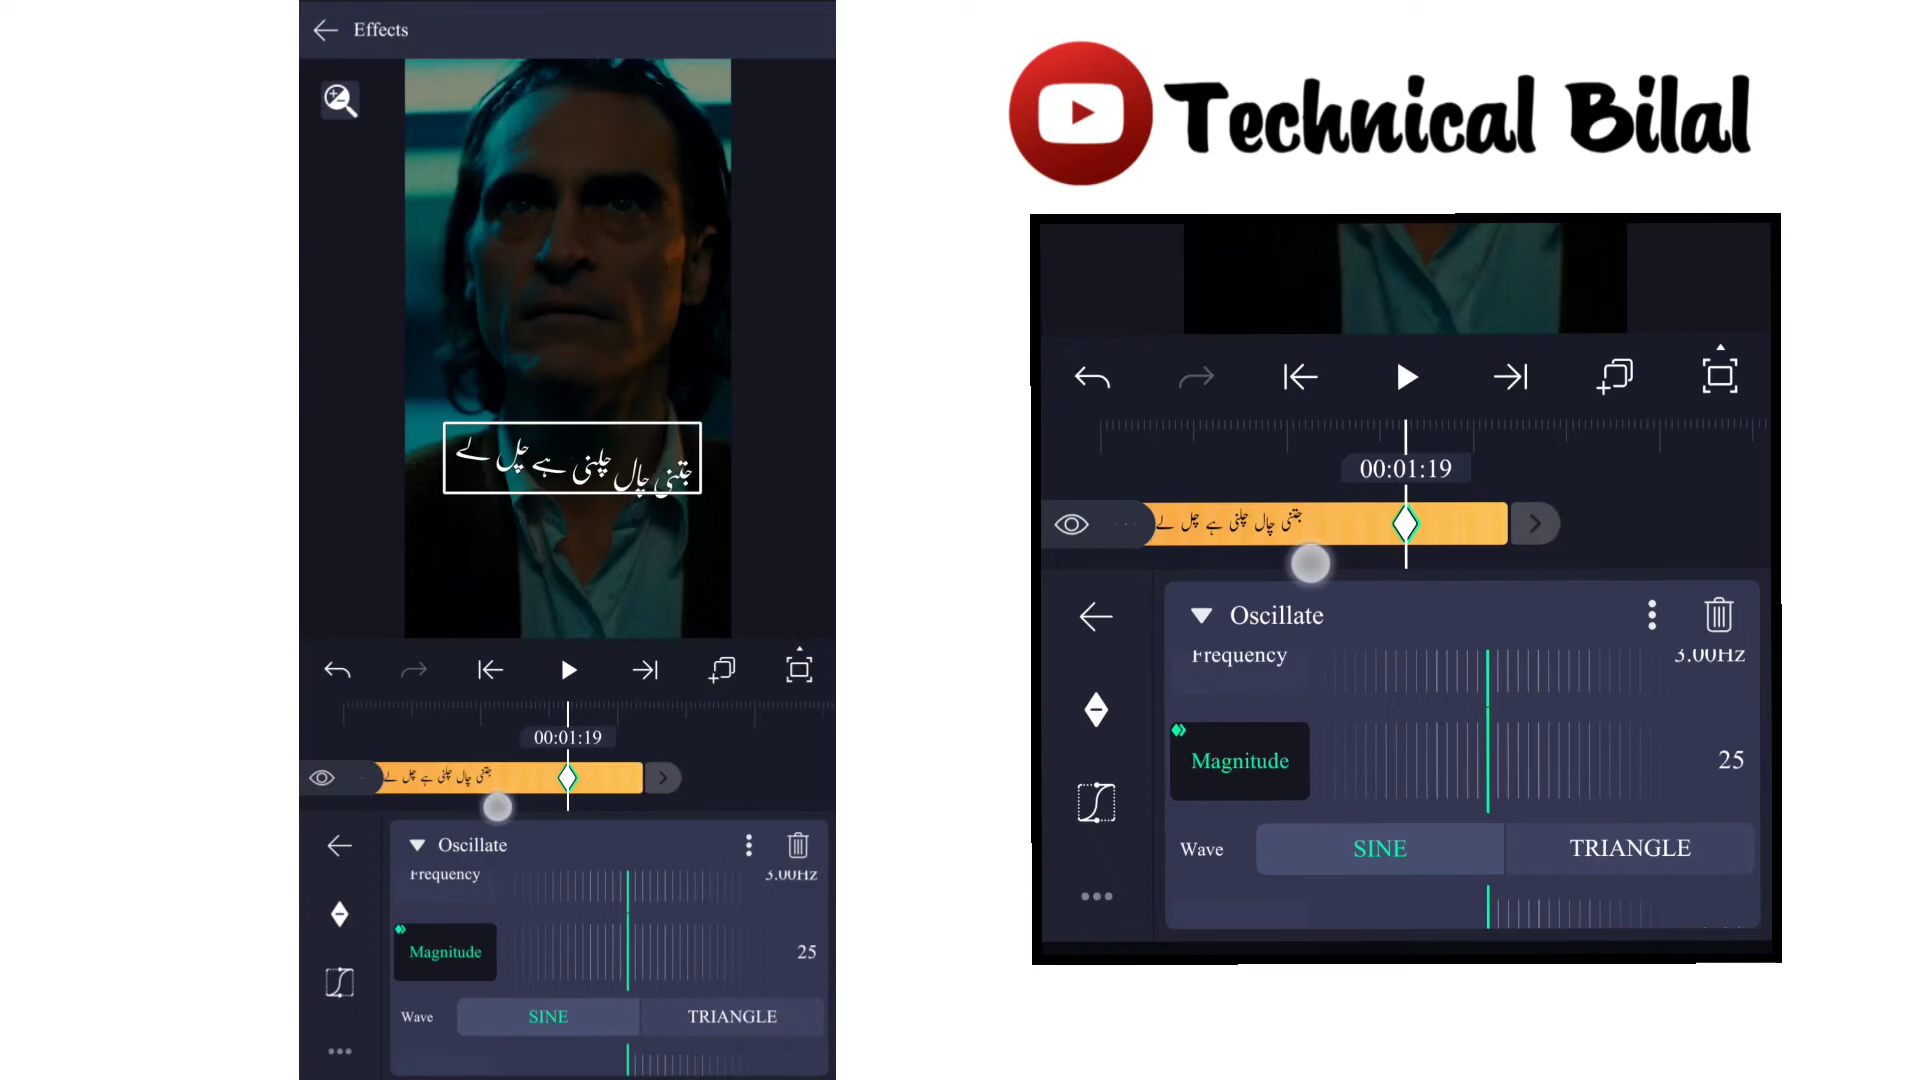 Effects
جتنی چال چلنی ہے چل لے
00:01:19
جتنی چال چلنی ہے چل لے
Oscillate
Frequency 3.00Hz
Magnitude 25
Wave SINE TRIANGLE
Technical Bilal
00:01:19
جتنی چال چلنی ہے چل لے
Oscillate
Frequency 3.00Hz
Magnitude 25
Wave SINE TRIANGLE